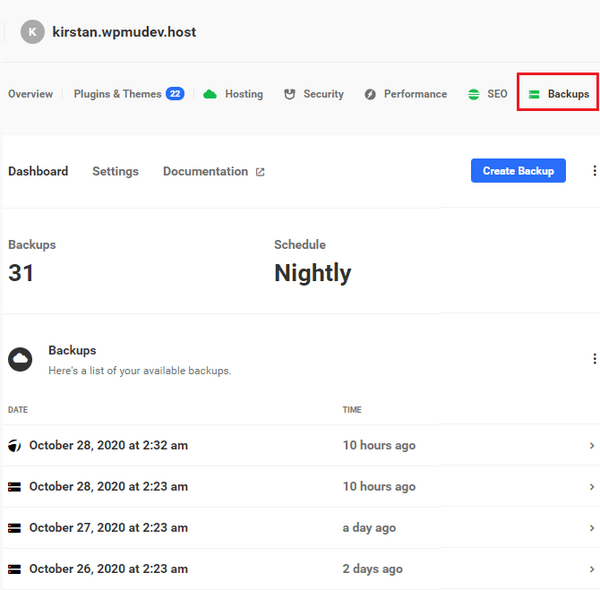 K kirstan.wpmudev.host
Overview Plugins & Themes 22 Hosting Security Performance SEO Backups
Dashboard Settings Documentation Create Backup
Backups Schedule
31 Nightly
Backups
Here's a list of your available backups.
DATE TIME
October 28, 2020 at 2:32 am 10 hours ago
October 28, 2020 at 2:23 am 10 hours ago
October 27, 2020 at 2:23 am a day ago
October 26, 2020 at 2:23 am 2 days ago